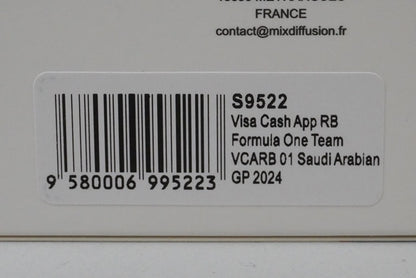 FRANCE
contact@mixdiffusion.fr
S9522
Visa Cash App RB
Formula One Team
VCARB 01 Saudi Arabian
GP 2024
9 580006 995223